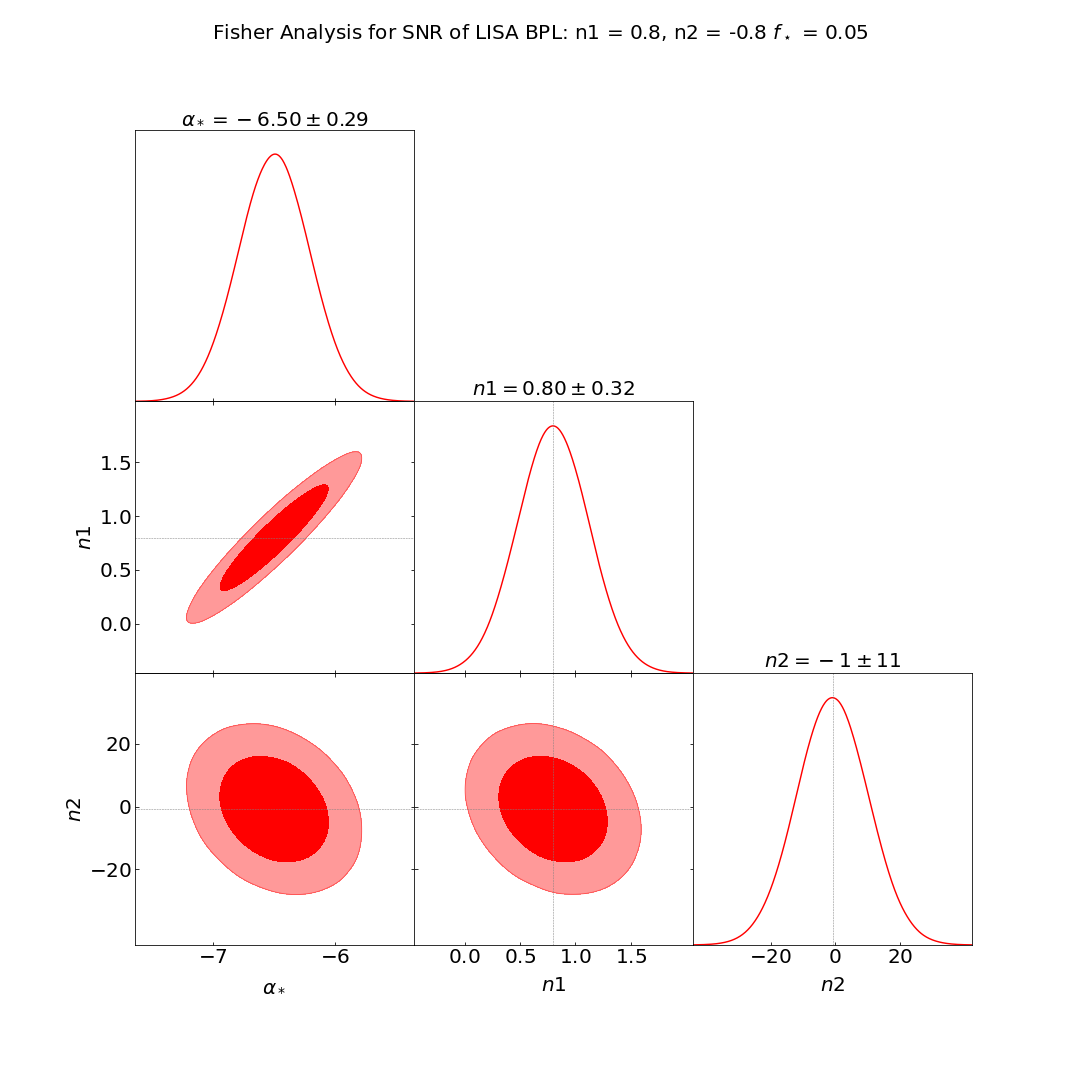 Fisher Analysis for SNR of LISA BPL: n1 = 0.8, n2 = -0.8 f⋆ = 0.05
α* = −6.50 ± 0.29
n1 = 0.80 ± 0.32
1.5
1.0
0.5
0.0
n1
n2 = −1 ± 11
20
0
−20
n2
−7 −6
0.0 0.5 1.0 1.5
−20 0 20
α* n1 n2